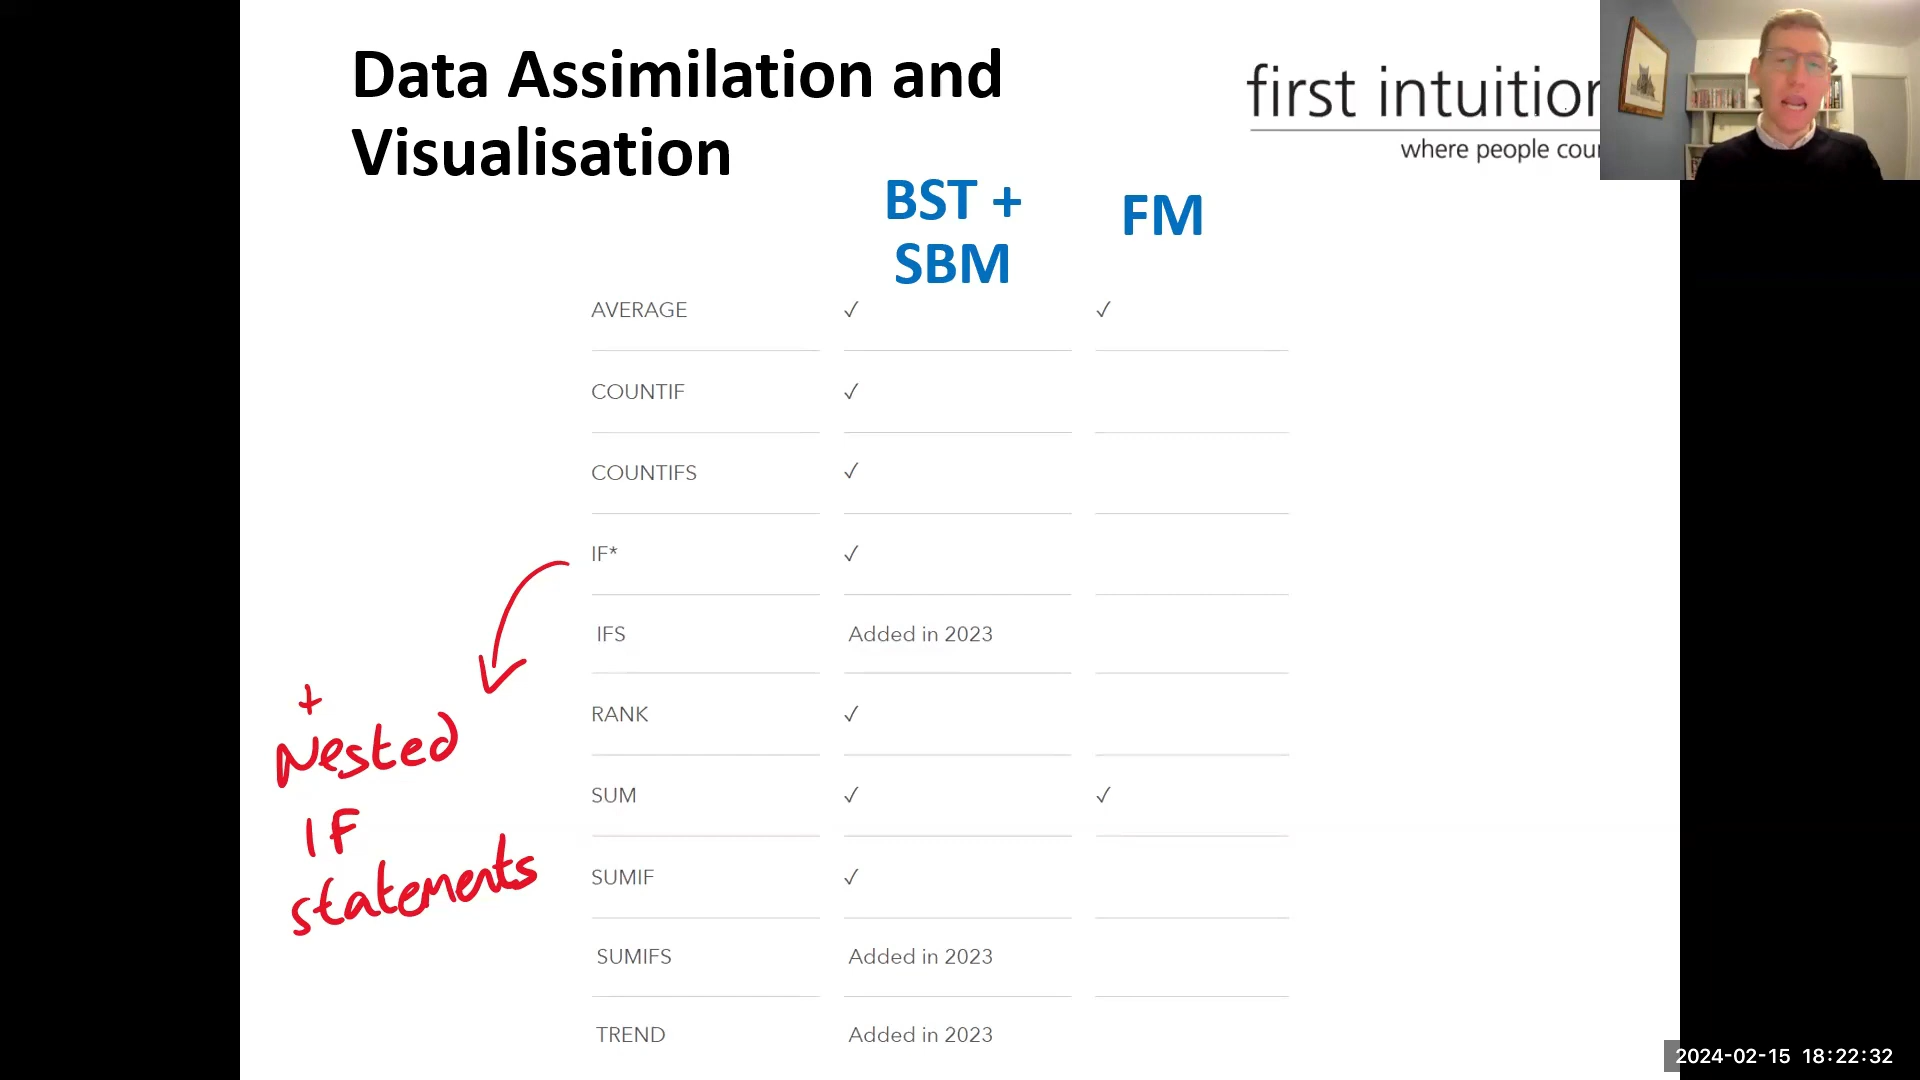 Data Assimilation and
Visualisation
first intuition
where people cou
BST +
SBM
FM
AVERAGE ✓ ✓
COUNTIF ✓
COUNTIFS ✓
IF* ✓
IFS Added in 2023
RANK ✓
SUM ✓ ✓
SUMIF ✓
SUMIFS Added in 2023
TREND Added in 2023
+
Nested
IF
statements
2024-02-15 18:22:32